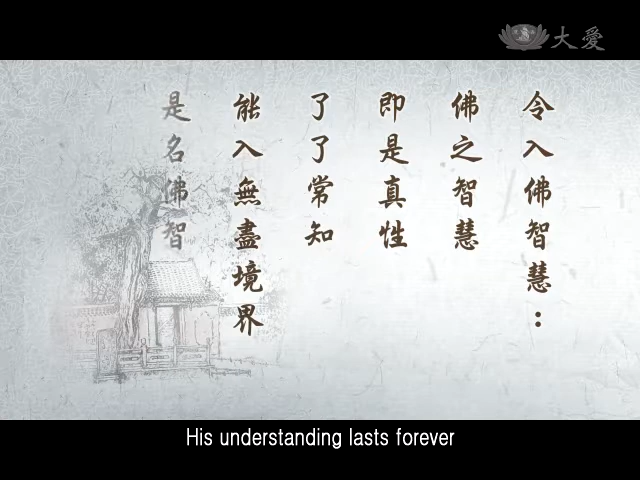 大愛
令入佛智慧：
佛之智慧
即是真性
了了常知
能入無盡境界
是名佛智
His understanding lasts forever